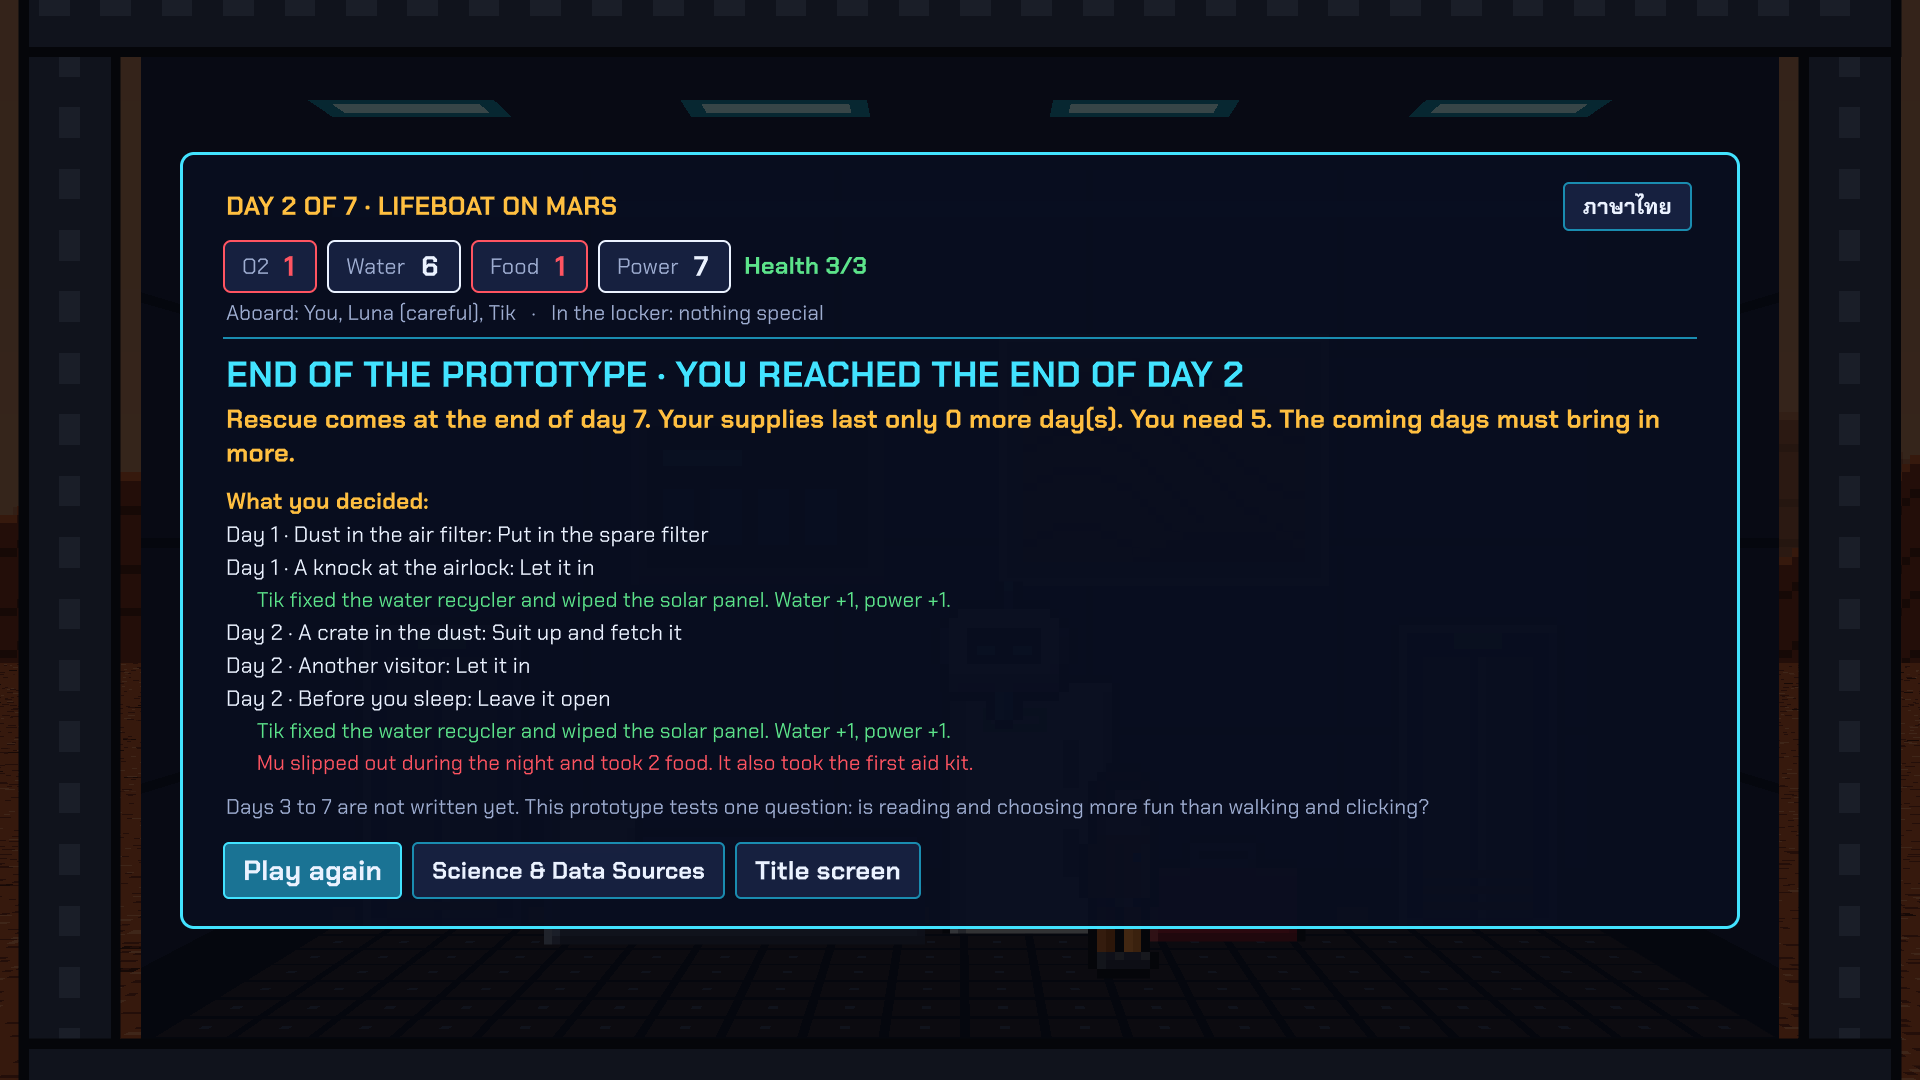 DAY 2 OF 7 · LIFEBOAT ON MARS
ภาษาไทย
O2 1 Water 6 Food 1 Power 7 Health 3/3
Aboard: You, Luna (careful), Tik · In the locker: nothing special
END OF THE PROTOTYPE · YOU REACHED THE END OF DAY 2
Rescue comes at the end of day 7. Your supplies last only 0 more day(s). You need 5. The coming days must bring in
more.
What you decided:
Day 1 · Dust in the air filter: Put in the spare filter
Day 1 · A knock at the airlock: Let it in
Tik fixed the water recycler and wiped the solar panel. Water +1, power +1.
Day 2 · A crate in the dust: Suit up and fetch it
Day 2 · Another visitor: Let it in
Day 2 · Before you sleep: Leave it open
Tik fixed the water recycler and wiped the solar panel. Water +1, power +1.
Mu slipped out during the night and took 2 food. It also took the first aid kit.
Days 3 to 7 are not written yet. This prototype tests one question: is reading and choosing more fun than walking and clicking?
Play again Science & Data Sources Title screen